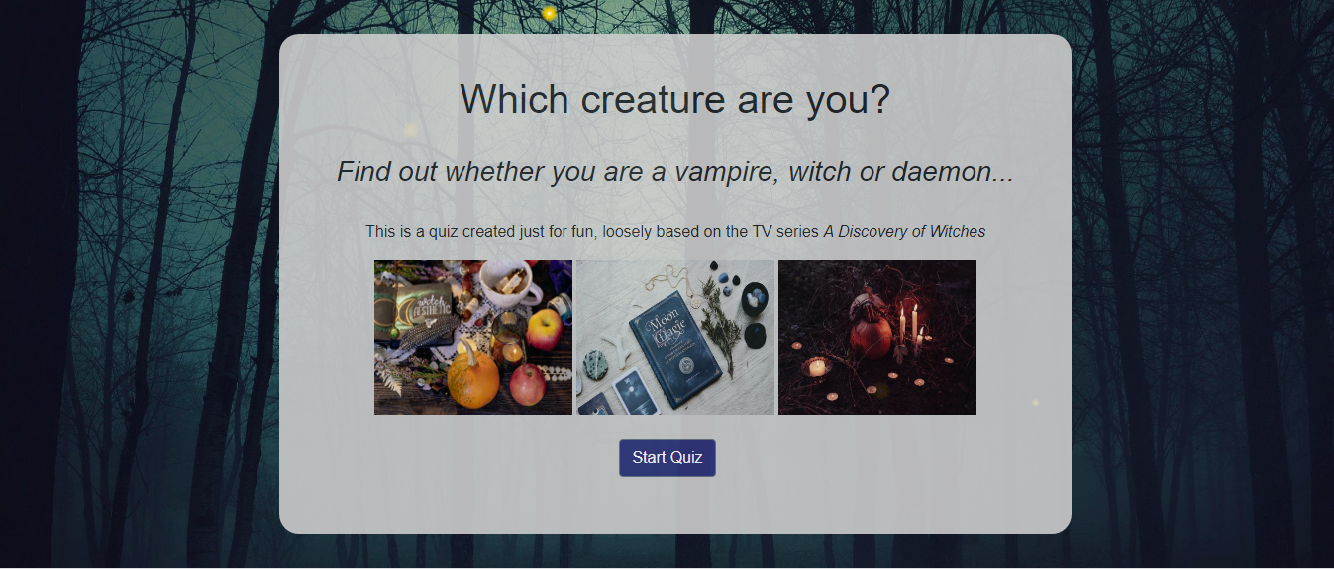 Which creature are you?
Find out whether you are a vampire, witch or daemon...
This is a quiz created just for fun, loosely based on the TV series A Discovery of Witches
witch
AESTHETIC
Moon
Magic
Start Quiz